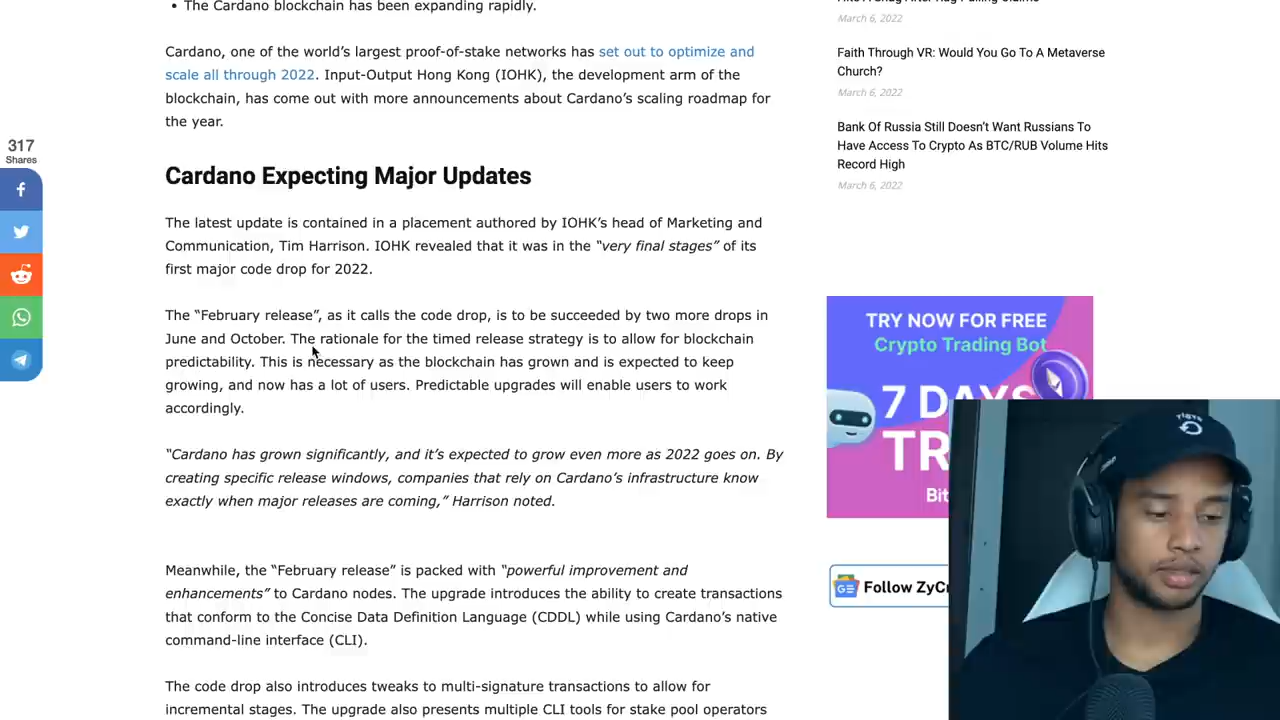 The Cardano blockchain has been expanding rapidly.
Cardano, one of the world's largest proof-of-stake networks has set out to optimize and
scale all through 2022. Input-Output Hong Kong (IOHK), the development arm of the
blockchain, has come out with more announcements about Cardano's scaling roadmap for
the year.
317
Shares
Cardano Expecting Major Updates
The latest update is contained in a placement authored by IOHK's head of Marketing and
Communication, Tim Harrison. IOHK revealed that it was in the "very final stages" of its
first major code drop for 2022.
The "February release", as it calls the code drop, is to be succeeded by two more drops in
June and October. The rationale for the timed release strategy is to allow for blockchain
predictability. This is necessary as the blockchain has grown and is expected to keep
growing, and now has a lot of users. Predictable upgrades will enable users to work
accordingly.
"Cardano has grown significantly, and it's expected to grow even more as 2022 goes on. By
creating specific release windows, companies that rely on Cardano's infrastructure know
exactly when major releases are coming," Harrison noted.
Meanwhile, the "February release" is packed with "powerful improvement and
enhancements" to Cardano nodes. The upgrade introduces the ability to create transactions
that conform to the Concise Data Definition Language (CDDL) while using Cardano's native
command-line interface (CLI).
The code drop also introduces tweaks to multi-signature transactions to allow for
incremental stages. The upgrade also presents multiple CLI tools for stake pool operators
March 6, 2022
Faith Through VR: Would You Go To A Metaverse
Church?
March 6, 2022
Bank Of Russia Still Doesn't Want Russians To
Have Access To Crypto As BTC/RUB Volume Hits
Record High
March 6, 2022
TRY NOW FOR FREE
Crypto Trading Bot
7 DAYS
TR
Bit
Follow ZyCr